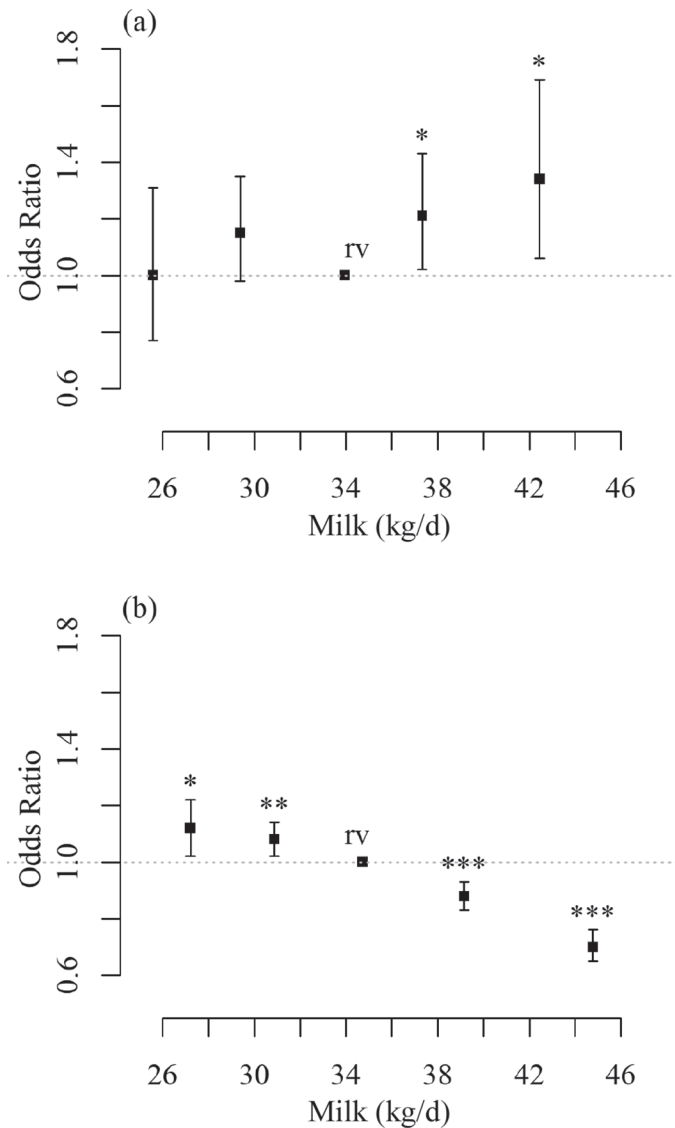 (a)
1.8
1.4
1.0
0.6
Odds Ratio
*
*
rv
26 30 34 38 42 46
Milk (kg/d)
(b)
1.8
1.4
1.0
0.6
Odds Ratio
*
**
rv
***
***
26 30 34 38 42 46
Milk (kg/d)